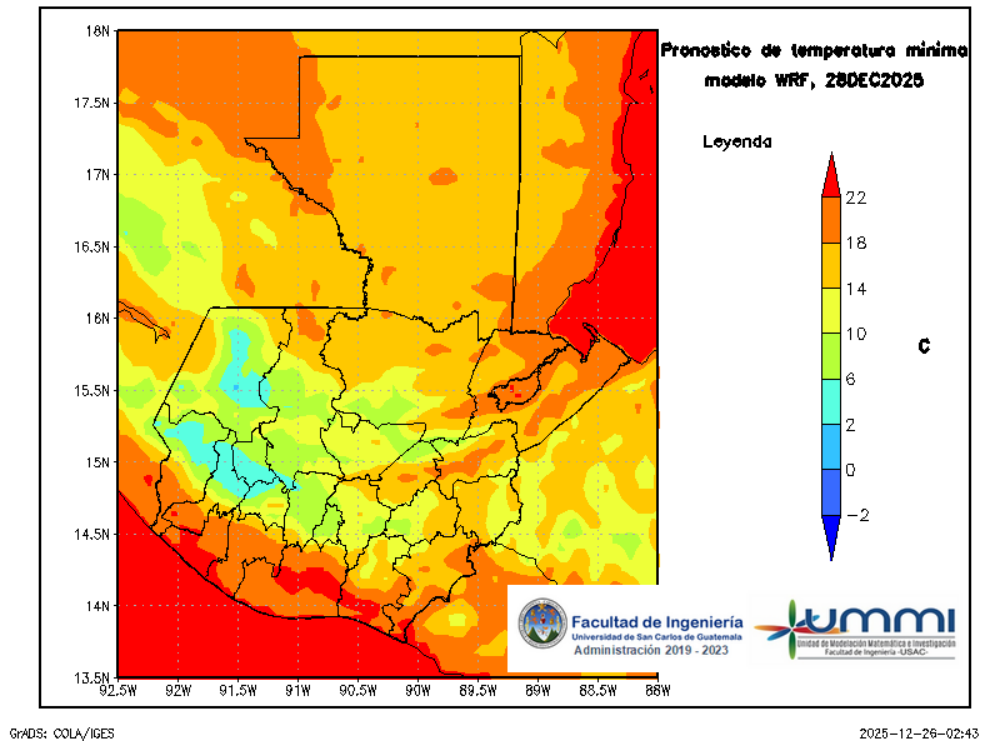 Pronostico de temperatura minima
modelo WRF, 28DEC2025
Leyenda
22
18
14
10
6
2
0
−2
C
18N
17.5N
17N
16.5N
16N
15.5N
15N
14.5N
14N
13.5N
92.5W
92W
91.5W
91W
90.5W
90W
89.5W
89W
88.5W
88W
Facultad de Ingeniería
Universidad de San Carlos de Guatemala
Administración 2019 - 2023
ummi
Unidad de Modelación Matemática e Investigación
Facultad de Ingeniería -USAC-
GrADS: COLA/IGES
2025-12-26-02:43